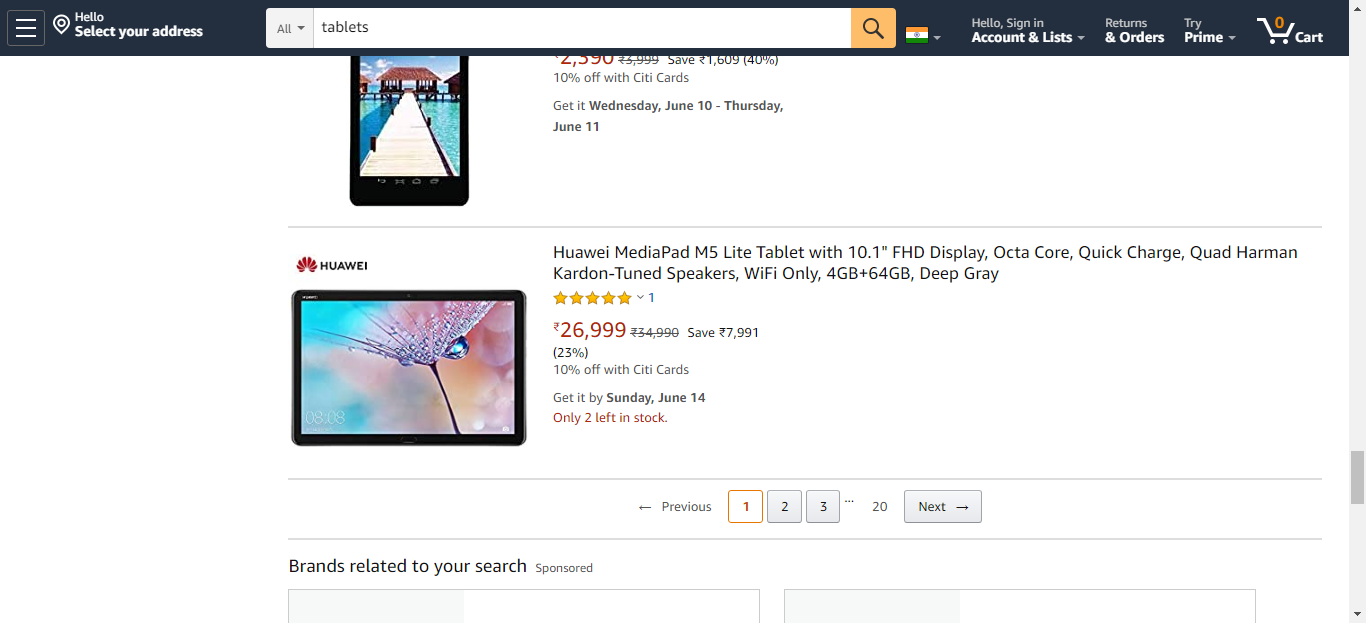 Hello
Select your address
All
tablets
Hello, Sign in
Account & Lists
Returns
& Orders
Try
Prime
0
Cart
₹2,390 ₹3,999 Save ₹1,609 (40%)
10% off with Citi Cards
Get it Wednesday, June 10 - Thursday,
June 11
HUAWEI
Huawei MediaPad M5 Lite Tablet with 10.1" FHD Display, Octa Core, Quick Charge, Quad Harman
Kardon-Tuned Speakers, WiFi Only, 4GB+64GB, Deep Gray
1
₹26,999 ₹34,990 Save ₹7,991
(23%)
10% off with Citi Cards
Get it by Sunday, June 14
Only 2 left in stock.
08:08
← Previous 1 2 3 ... 20 Next →
Brands related to your search Sponsored